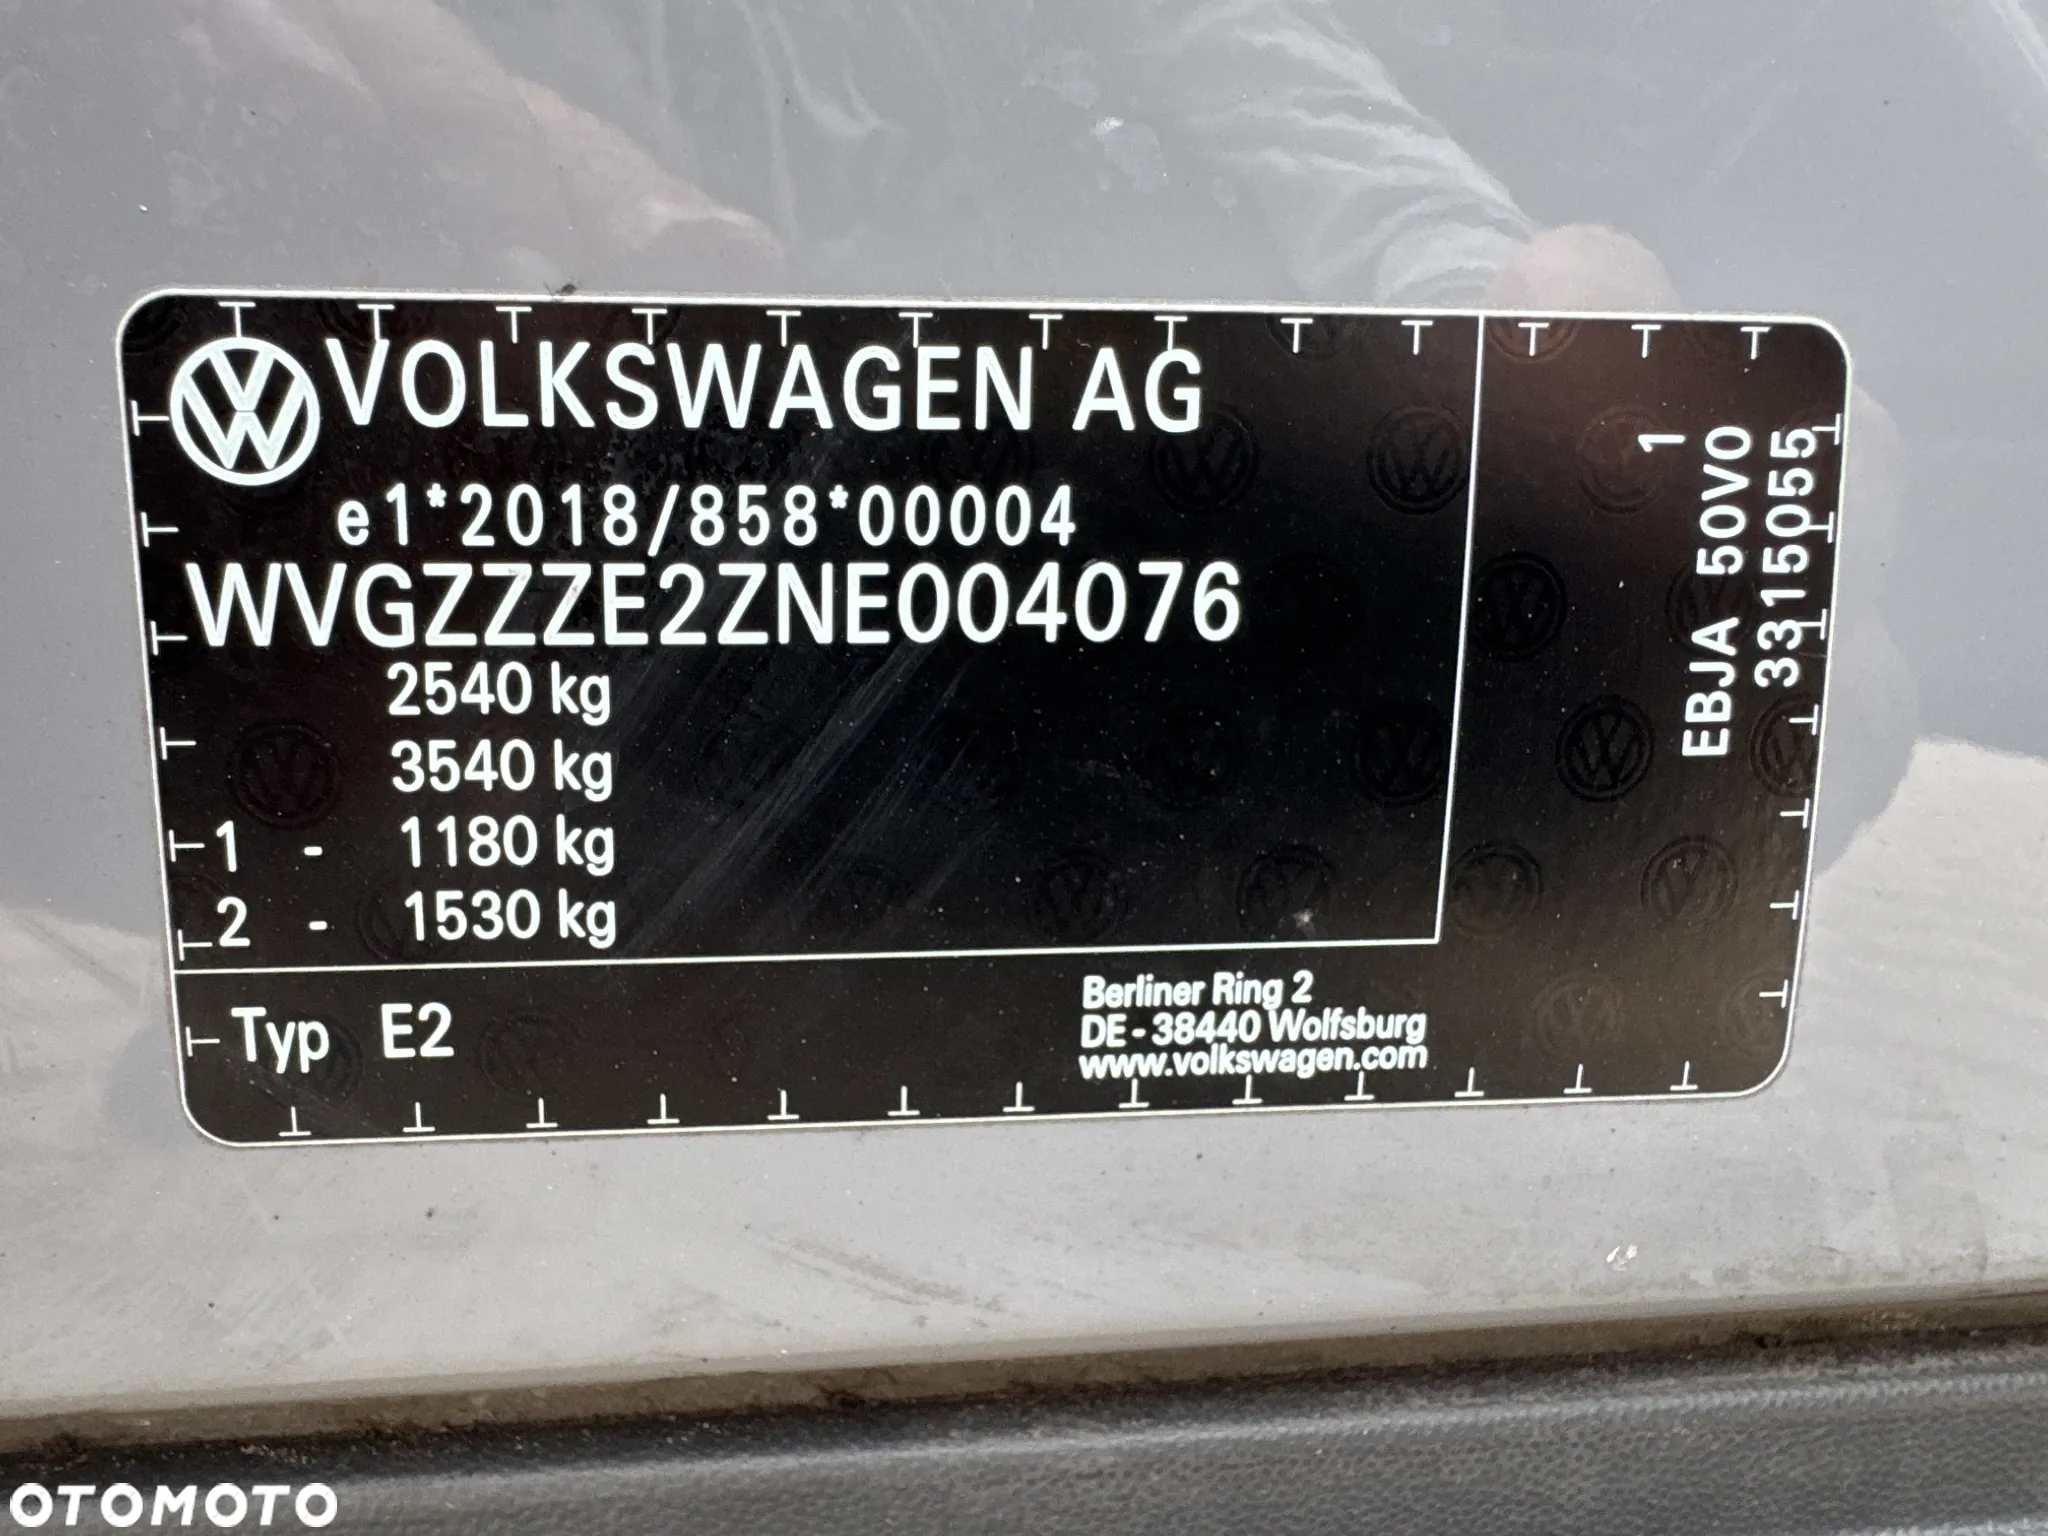 VOLKSWAGEN AG
e1*2018/858*00004
WVGZZZE2ZNE004076
2540 kg
3540 kg
1 - 1180 kg
2 - 1530 kg
Typ E2
Berliner Ring 2
DE - 38440 Wolfsburg
www.volkswagen.com
1
EBJA 50V0
3315055
OTOMOTO